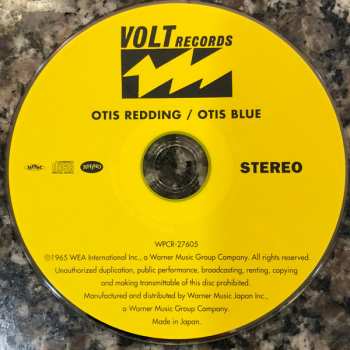 VOLT RECORDS
OTIS REDDING / OTIS BLUE
STEREO
RHINO
WPCR-27605
℗1965 WEA International Inc., a Warner Music Group Company. All rights reserved.
Unauthorized duplication, public performance, broadcasting, renting, copying
and making transmittable of this disc prohibited.
Manufactured and distributed by Warner Music Japan Inc.,
a Warner Music Group Company.
Made in Japan.